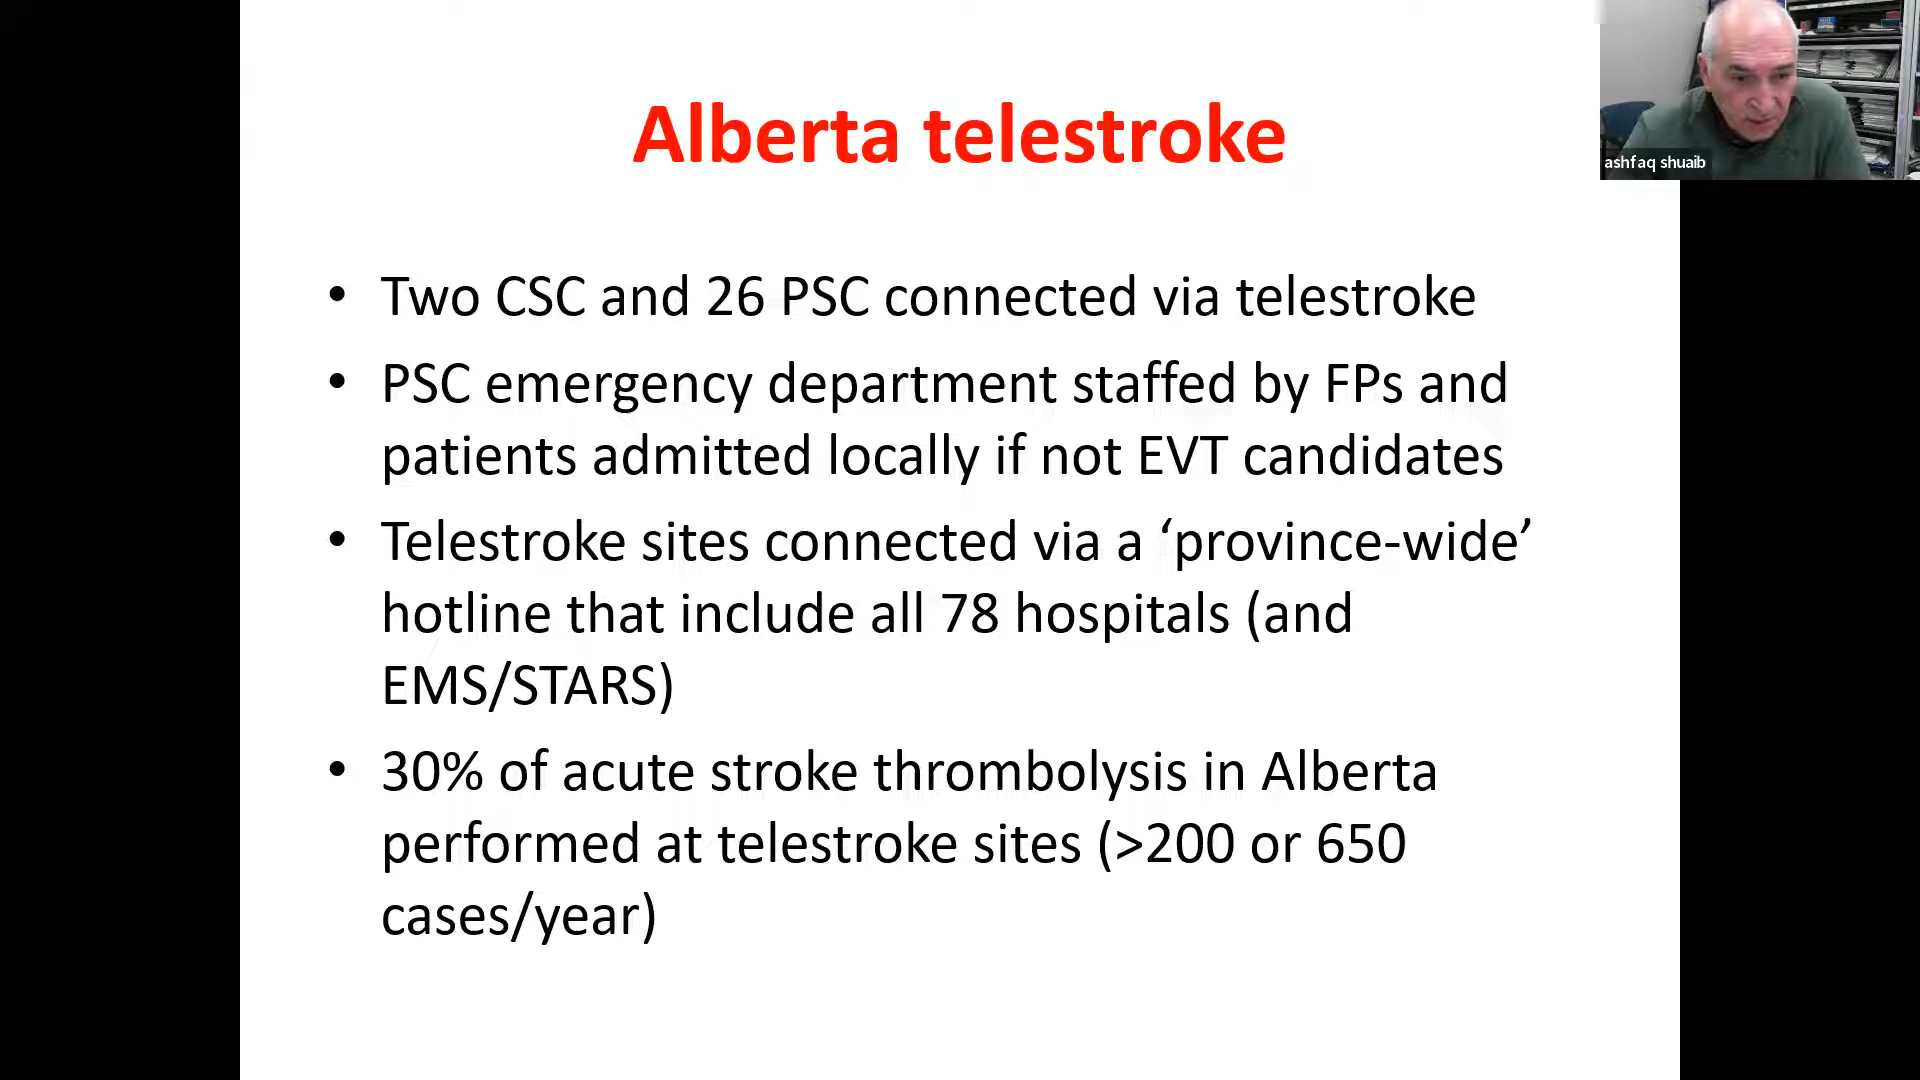 Alberta telestroke
ashfaq shuaib
• Two CSC and 26 PSC connected via telestroke
• PSC emergency department staffed by FPs and
patients admitted locally if not EVT candidates
• Telestroke sites connected via a ‘province-wide’
hotline that include all 78 hospitals (and
EMS/STARS)
• 30% of acute stroke thrombolysis in Alberta
performed at telestroke sites (>200 or 650
cases/year)